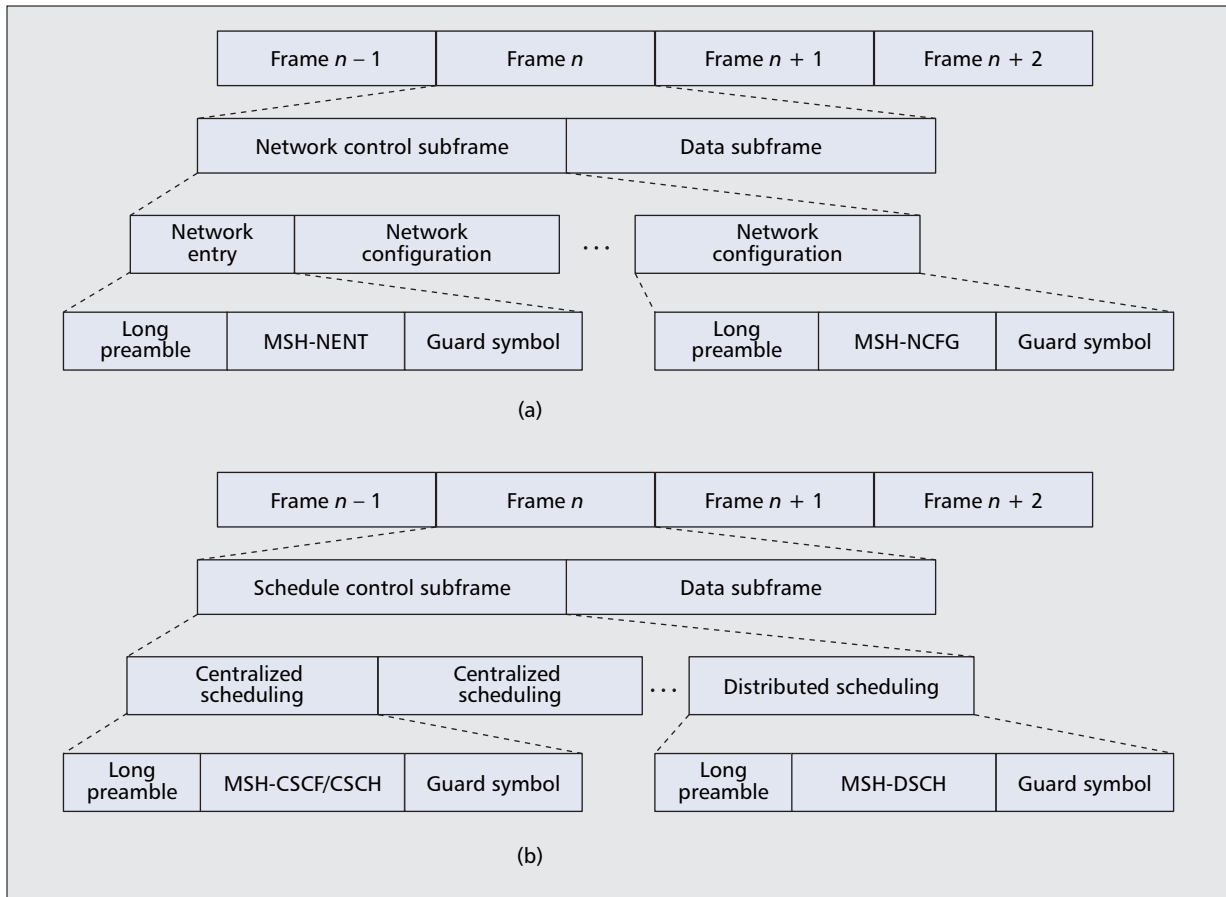 Frame n – 1 Frame n Frame n + 1 Frame n + 2
Network control subframe Data subframe
Network entry Network configuration ... Network configuration
Long preamble MSH-NENT Guard symbol Long preamble MSH-NCFG Guard symbol
(a)
Frame n – 1 Frame n Frame n + 1 Frame n + 2
Schedule control subframe Data subframe
Centralized scheduling Centralized scheduling ... Distributed scheduling
Long preamble MSH-CSCF/CSCH Guard symbol Long preamble MSH-DSCH Guard symbol
(b)